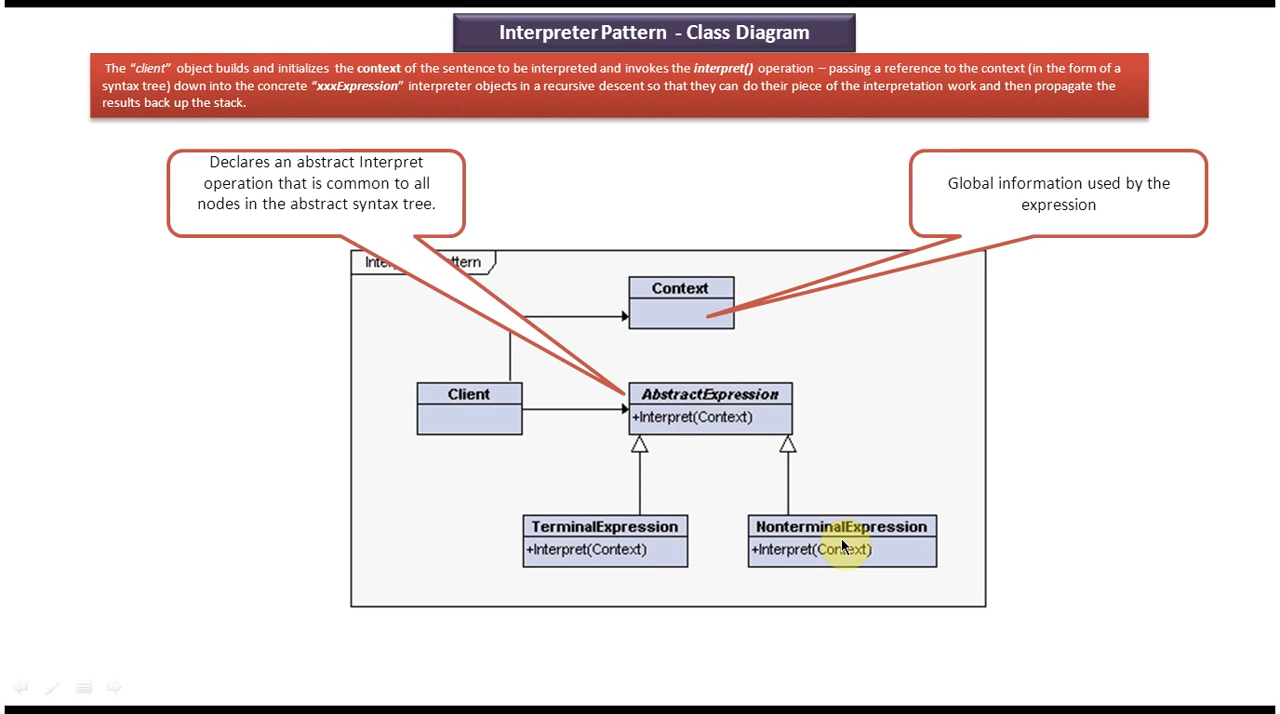 Interpreter Pattern - Class Diagram
The “client” object builds and initializes the context of the sentence to be interpreted and invokes the interpret() operation – passing a reference to the context (in the form of a
syntax tree) down into the concrete “xxxExpression” interpreter objects in a recursive descent so that they can do their piece of the interpretation work and then propagate the
results back up the stack.
Declares an abstract Interpret
operation that is common to all
nodes in the abstract syntax tree.
Global information used by the
expression
Context
Client
AbstractExpression
+Interpret(Context)
TerminalExpression
+Interpret(Context)
NonterminalExpression
+Interpret(Context)